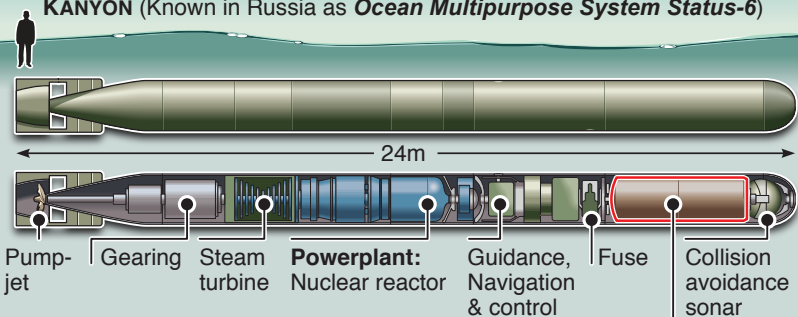 KANYON (Known in Russia as Ocean Multipurpose System Status-6)
24m
Pump-
jet
Gearing
Steam
turbine
Powerplant:
Nuclear reactor
Guidance,
Navigation
& control
Fuse
Collision
avoidance
sonar